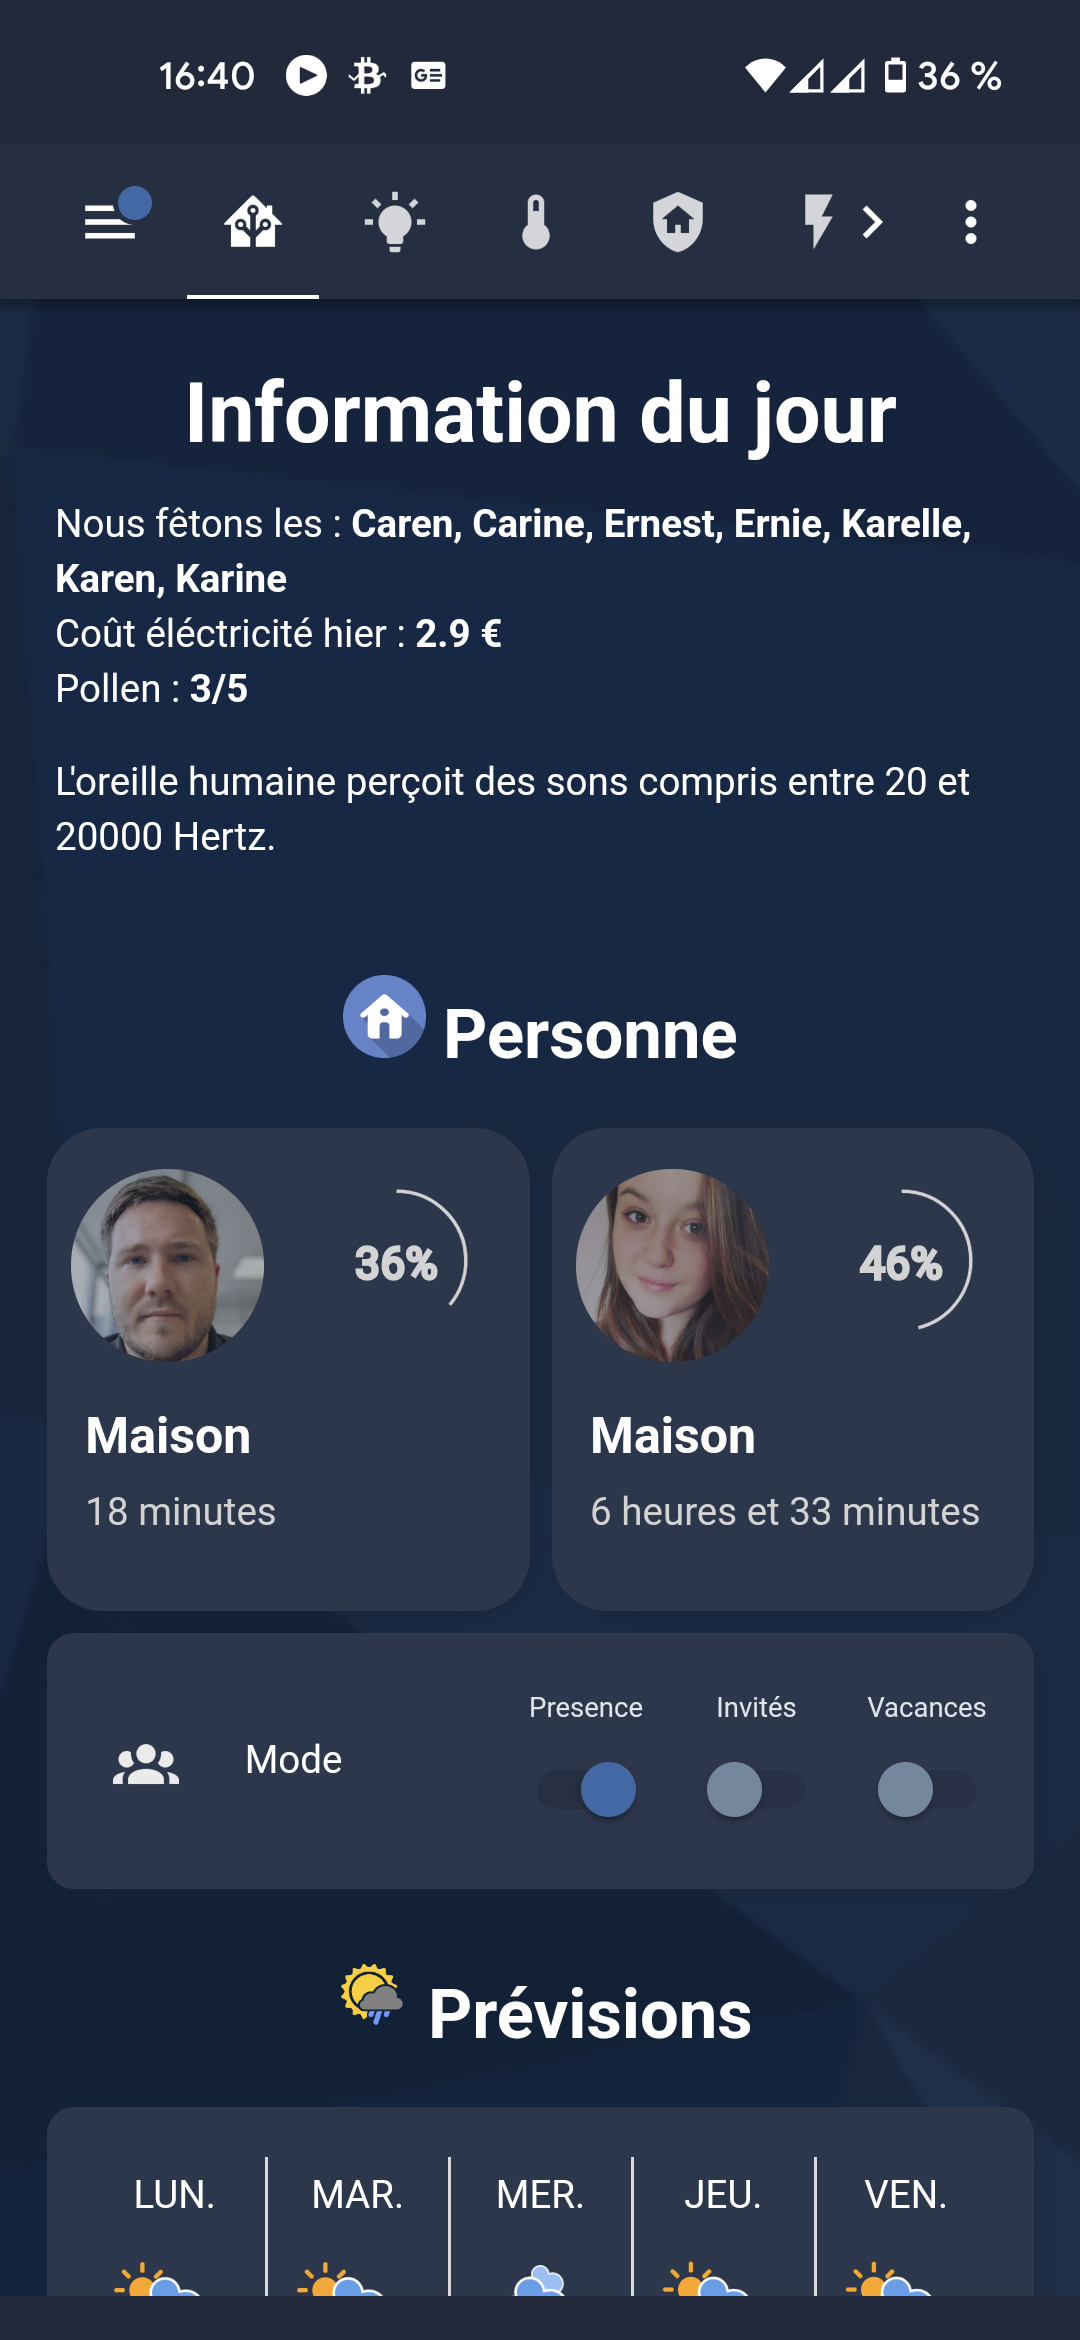 16:40
36 %
Information du jour
Nous fêtons les : Caren, Carine, Ernest, Ernie, Karelle,
Karen, Karine
Coût éléctricité hier : 2.9 €
Pollen : 3/5
L'oreille humaine perçoit des sons compris entre 20 et
20000 Hertz.
Personne
36%
46%
Maison
Maison
18 minutes
6 heures et 33 minutes
Presence Invités Vacances
Mode
Prévisions
LUN. MAR. MER. JEU. VEN.